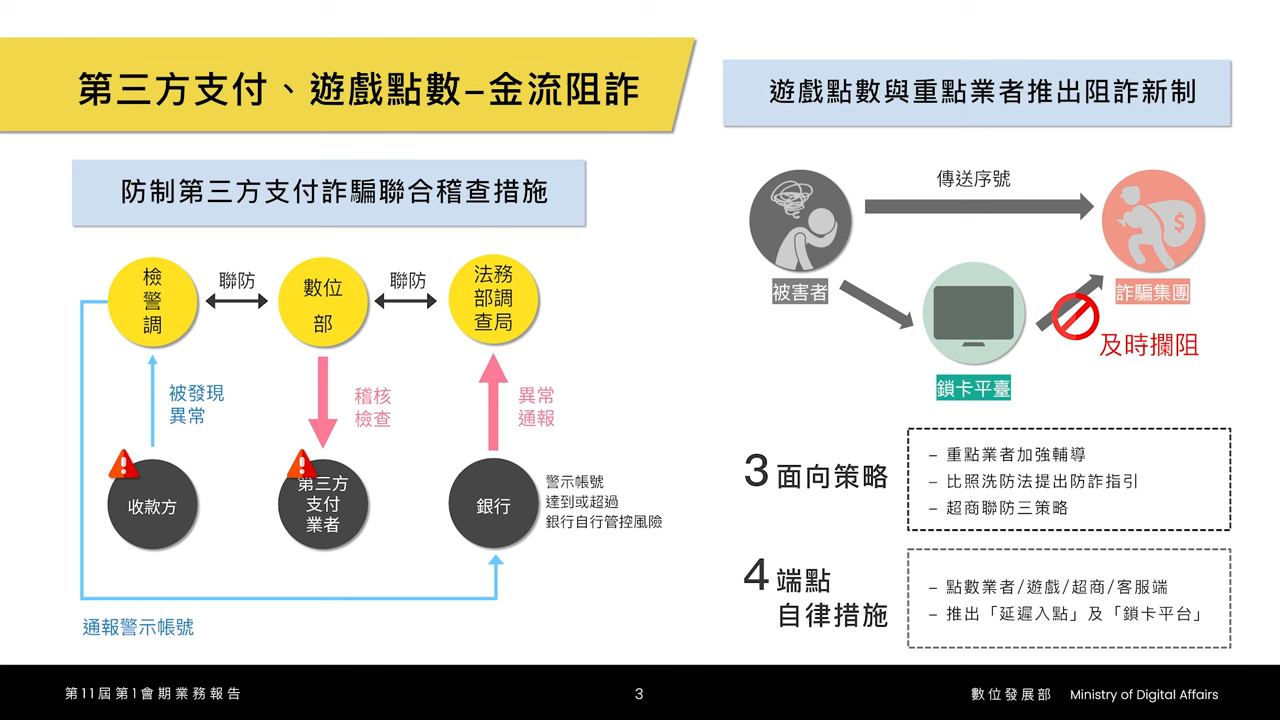 第三方支付、遊戲點數–金流阻詐
防制第三方支付詐騙聯合稽查措施
檢
警
調
聯防
數位
部
聯防
法務
部調
查局
被發現
異常
稽核
檢查
異常
通報
收款方
第三方
支付
業者
銀行
警示帳號
達到或超過
銀行自行管控風險
通報警示帳號
遊戲點數與重點業者推出阻詐新制
傳送序號
被害者
$
詐騙集團
及時攔阻
鎖卡平臺
3 面向策略
– 重點業者加強輔導
– 比照洗防法提出防詐指引
– 超商聯防三策略
4 端點
自律措施
– 點數業者/遊戲/超商/客服端
– 推出「延遲入點」及「鎖卡平台」
第11屆第1會期業務報告
3
數位發展部 Ministry of Digital Affairs